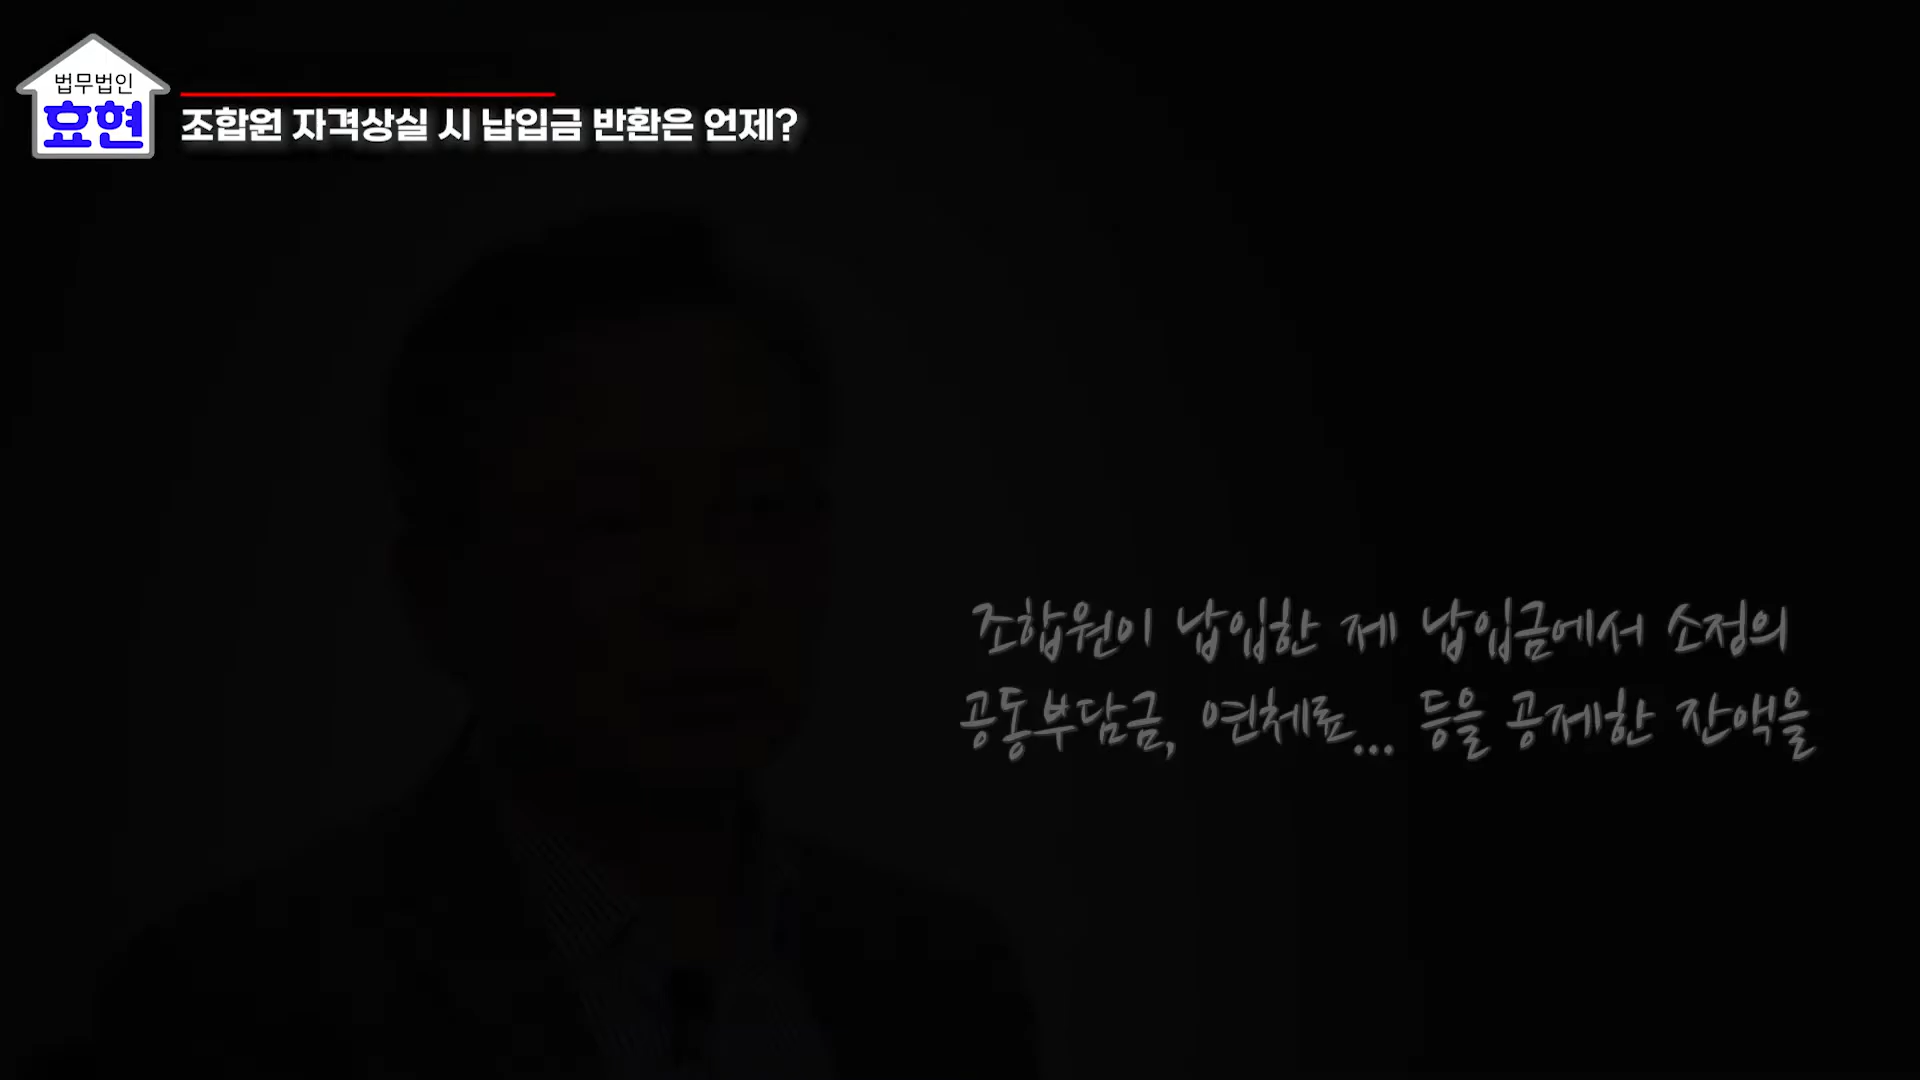 법무법인
효현
조합원 자격상실 시 납입금 반환은 언제?
조합원이 납입한 제 납입금에서 소정의
공동부담금, 연체료... 등을 공제한 잔액을